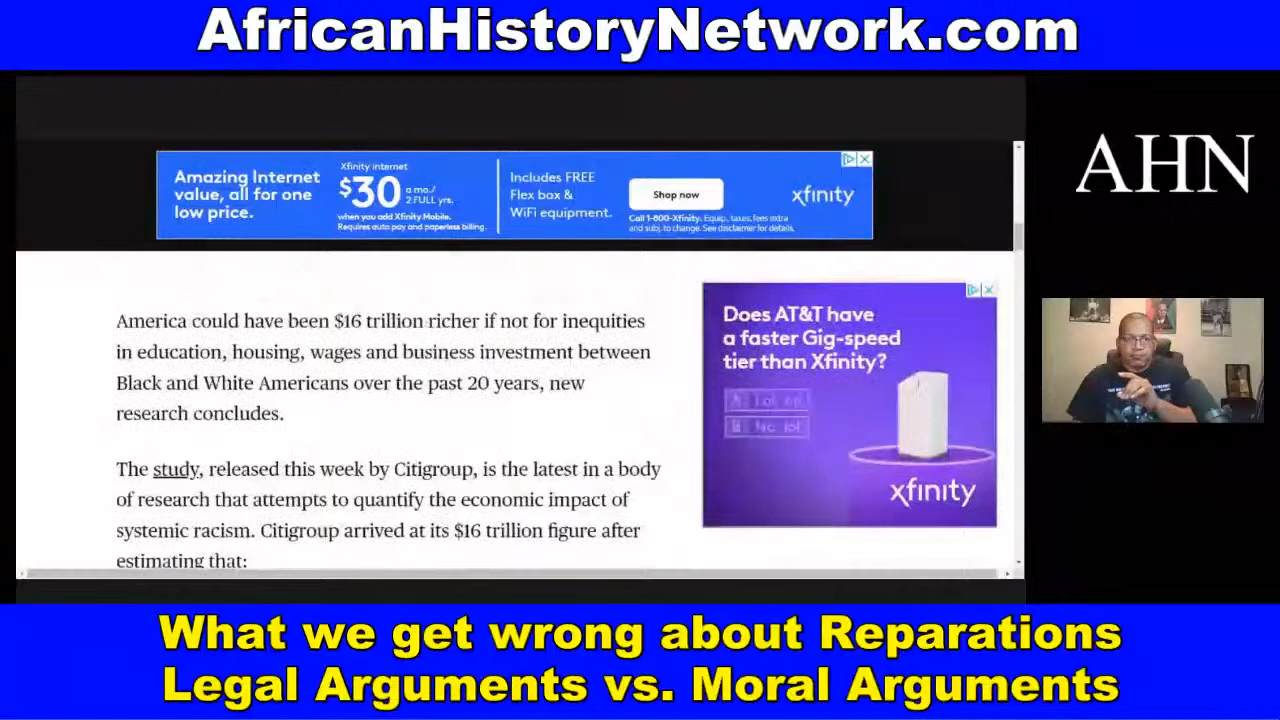 AfricanHistoryNetwork.com
AHN
Amazing Internet
value, all for one
low price.
Xfinity Internet
$30 a mo./
2 FULL yrs.
when you add Xfinity Mobile.
Requires auto pay and paperless billing.
Includes FREE
Flex box &
WiFi equipment.
Shop now
Call 1-800-Xfinity. Equip., taxes, fees extra
and subj. to change. See disclaimer for details.
xfinity
America could have been $16 trillion richer if not for inequities
in education, housing, wages and business investment between
Black and White Americans over the past 20 years, new
research concludes.
The study, released this week by Citigroup, is the latest in a body
of research that attempts to quantify the economic impact of
systemic racism. Citigroup arrived at its $16 trillion figure after
estimating that:
Does AT&T have
a faster Gig-speed
tier than Xfinity?
xfinity
What we get wrong about Reparations
Legal Arguments vs. Moral Arguments